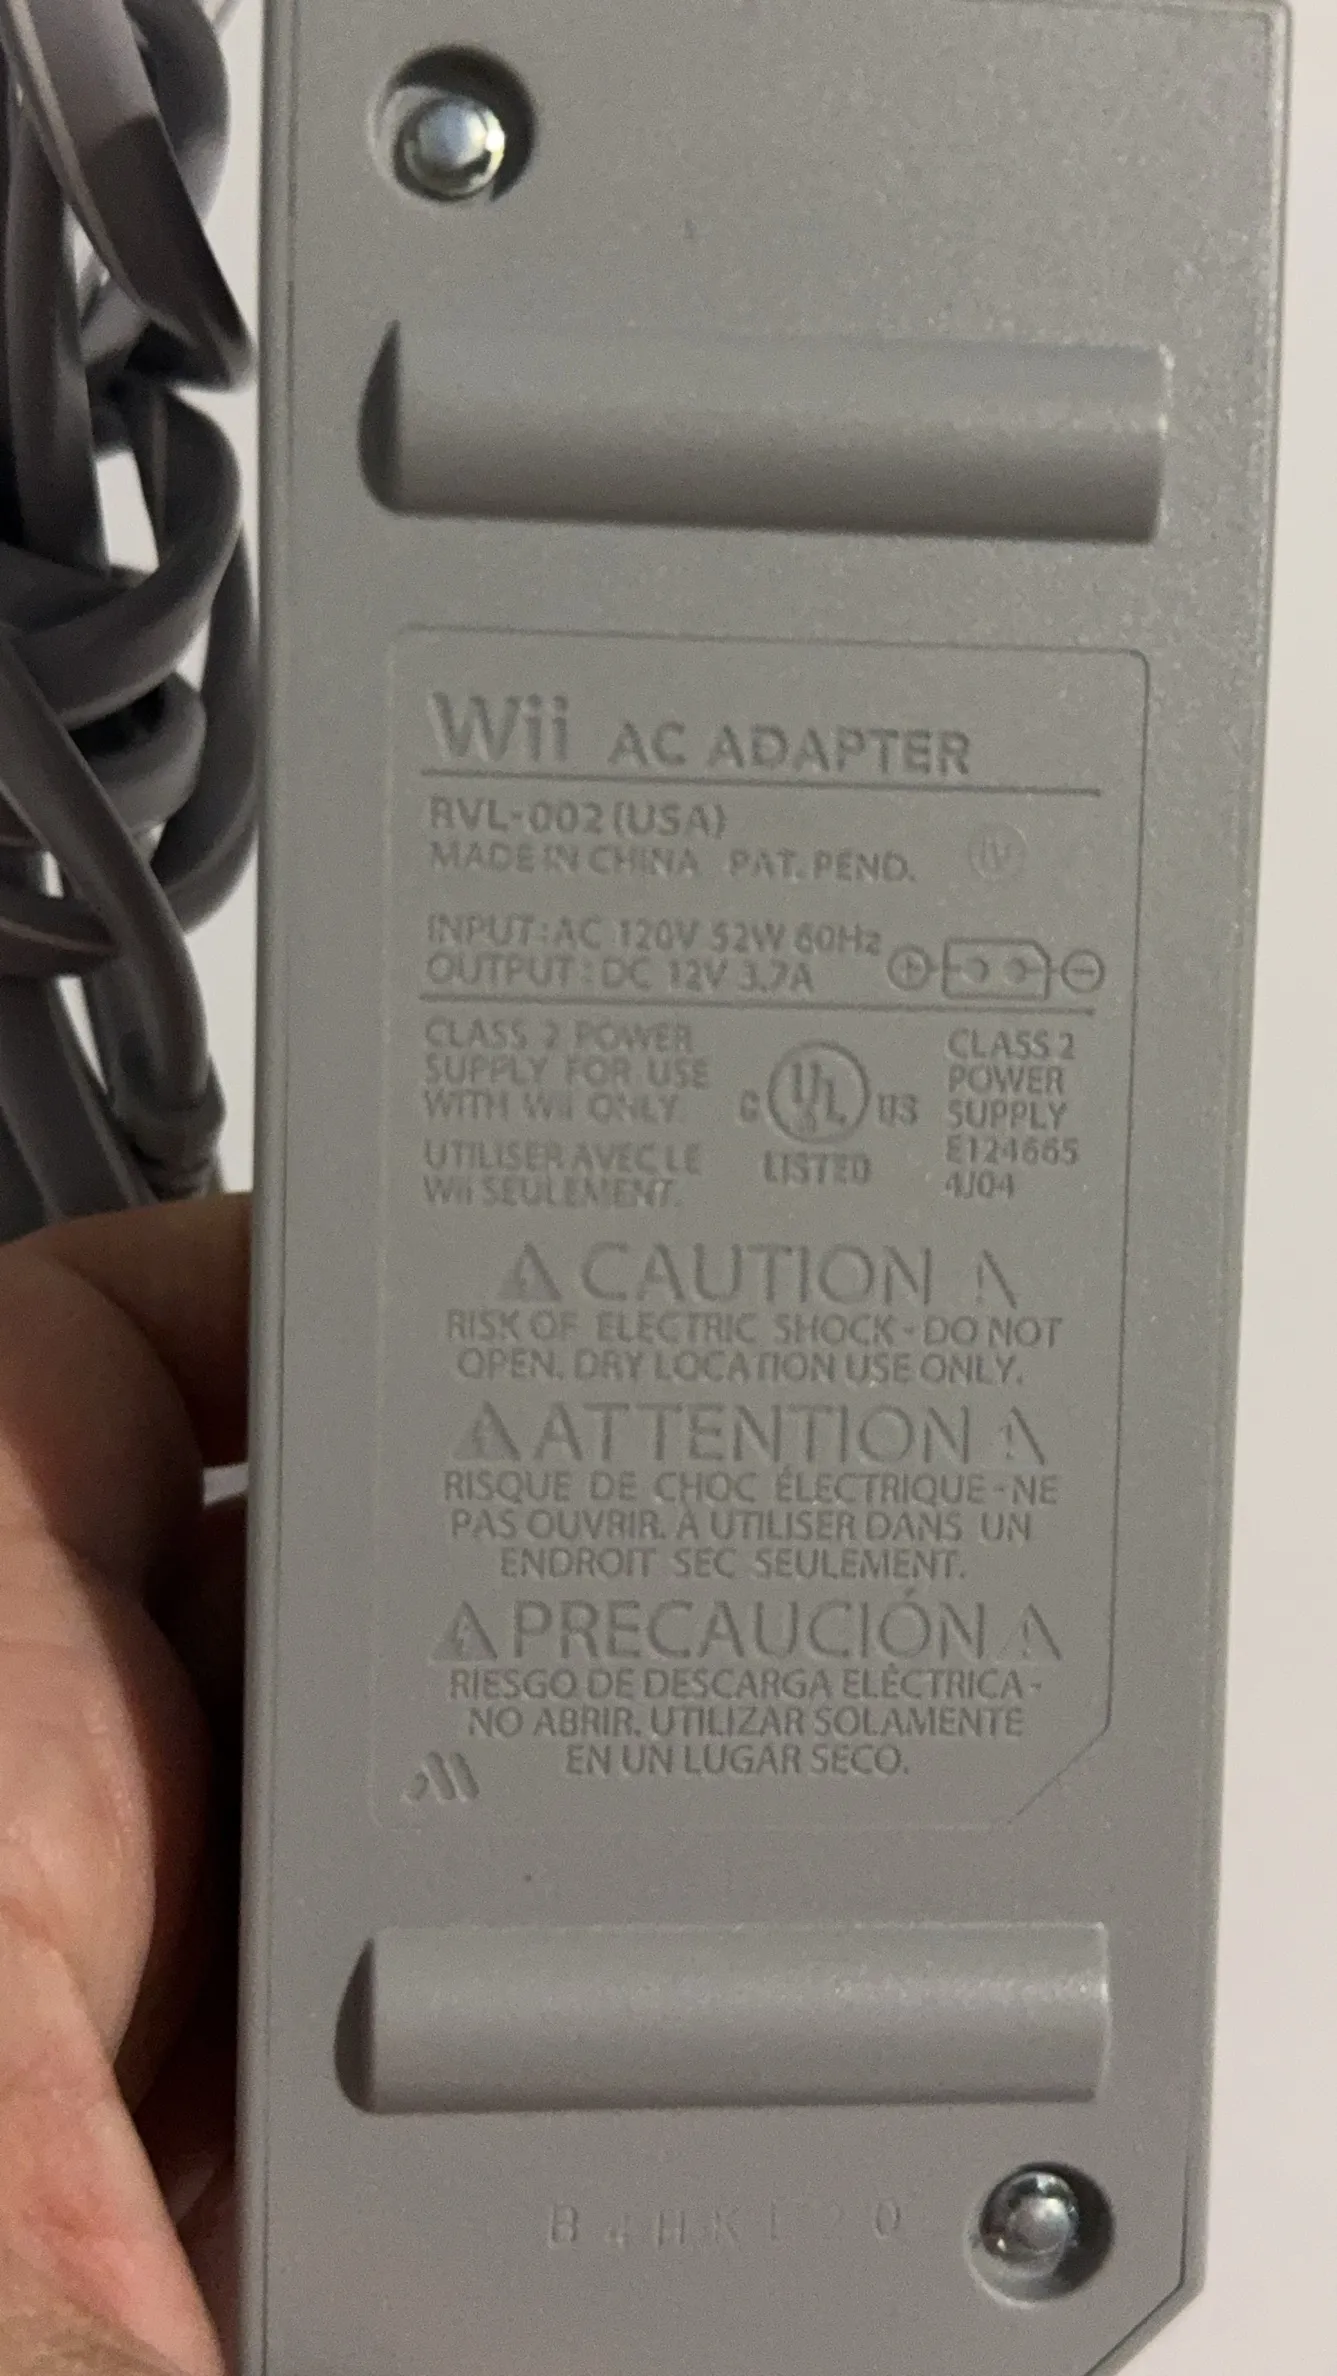 Wii AC ADAPTER
RVL-002 (USA)
MADE IN CHINA PAT. PEND. IV
INPUT: AC 120V 52W 60Hz
OUTPUT: DC 12V 3.7A
CLASS 2 POWER
SUPPLY FOR USE
WITH Wii ONLY.
UTILISER AVEC LE
Wii SEULEMENT.
C UL US
LISTED
CLASS 2
POWER
SUPPLY
E124665
4J04
CAUTION
RISK OF ELECTRIC SHOCK - DO NOT
OPEN. DRY LOCATION USE ONLY.
ATTENTION
RISQUE DE CHOC ÉLECTRIQUE - NE
PAS OUVRIR. À UTILISER DANS UN
ENDROIT SEC SEULEMENT.
PRECAUCIÓN
RIESGO DE DESCARGA ELÉCTRICA -
NO ABRIR. UTILIZAR SOLAMENTE
EN UN LUGAR SECO.